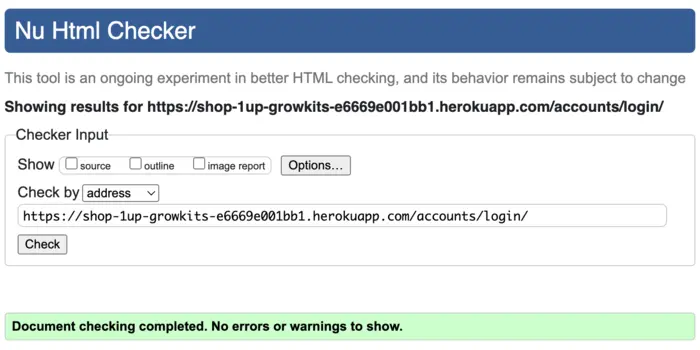 Nu Html Checker
This tool is an ongoing experiment in better HTML checking, and its behavior remains subject to change
Showing results for https://shop-1up-growkits-e6669e001bb1.herokuapp.com/accounts/login/
Checker Input
Show source outline image report Options...
Check by address
https://shop-1up-growkits-e6669e001bb1.herokuapp.com/accounts/login/
Check
Document checking completed. No errors or warnings to show.